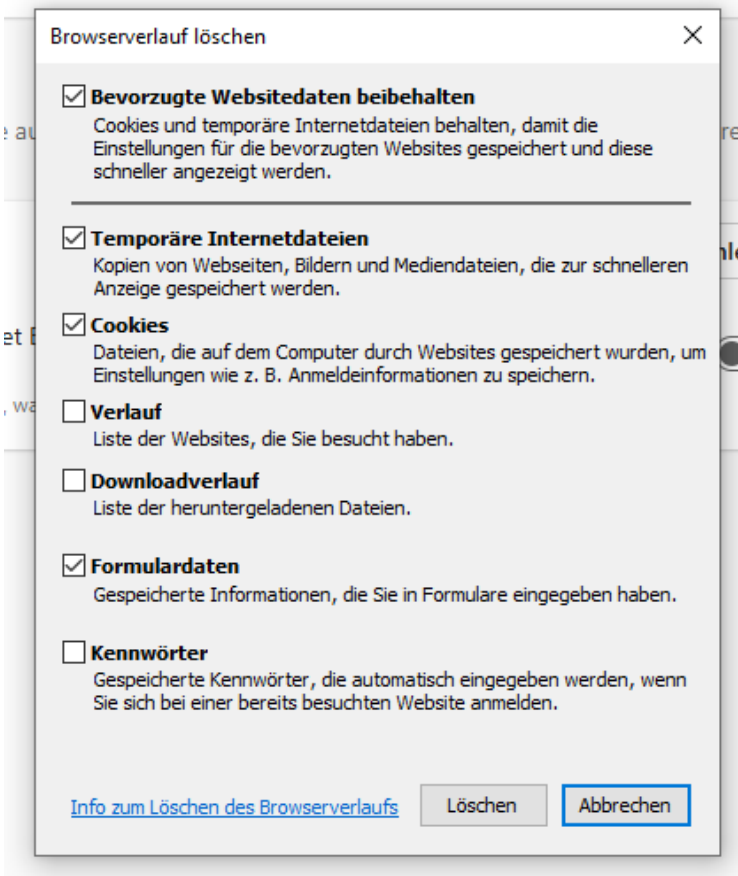 Browserverlauf löschen
Bevorzugte Websitedaten beibehalten
Cookies und temporäre Internetdateien behalten, damit die
Einstellungen für die bevorzugten Websites gespeichert und diese
schneller angezeigt werden.
Temporäre Internetdateien
Kopien von Webseiten, Bildern und Mediendateien, die zur schnelleren
Anzeige gespeichert werden.
Cookies
Dateien, die auf dem Computer durch Websites gespeichert wurden, um
Einstellungen wie z. B. Anmeldeinformationen zu speichern.
Verlauf
Liste der Websites, die Sie besucht haben.
Downloadverlauf
Liste der heruntergeladenen Dateien.
Formulardaten
Gespeicherte Informationen, die Sie in Formulare eingegeben haben.
Kennwörter
Gespeicherte Kennwörter, die automatisch eingegeben werden, wenn
Sie sich bei einer bereits besuchten Website anmelden.
Info zum Löschen des Browserverlaufs
Löschen
Abbrechen